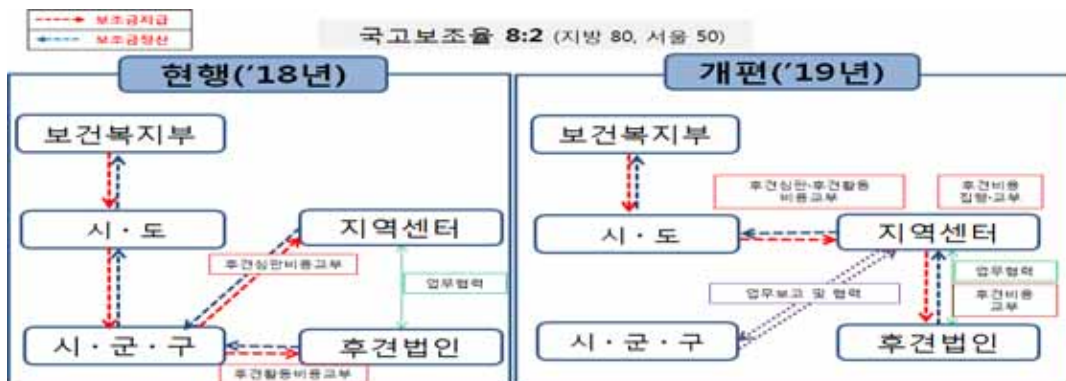 보조금지급
보조금정산
국고보조율 8:2 (지방 80, 서울 50)
현행('18년)
보건복지부
시·도
지역센터
후견심판비용교부
업무협력
시·군·구
후견법인
후견활동비용교부
개편('19년)
보건복지부
후견심판·후견활동
비용교부
후견비용
집행·교부
시·도
지역센터
업무보고 및 협력
업무협력
후견비용
교부
시·군·구
후견법인